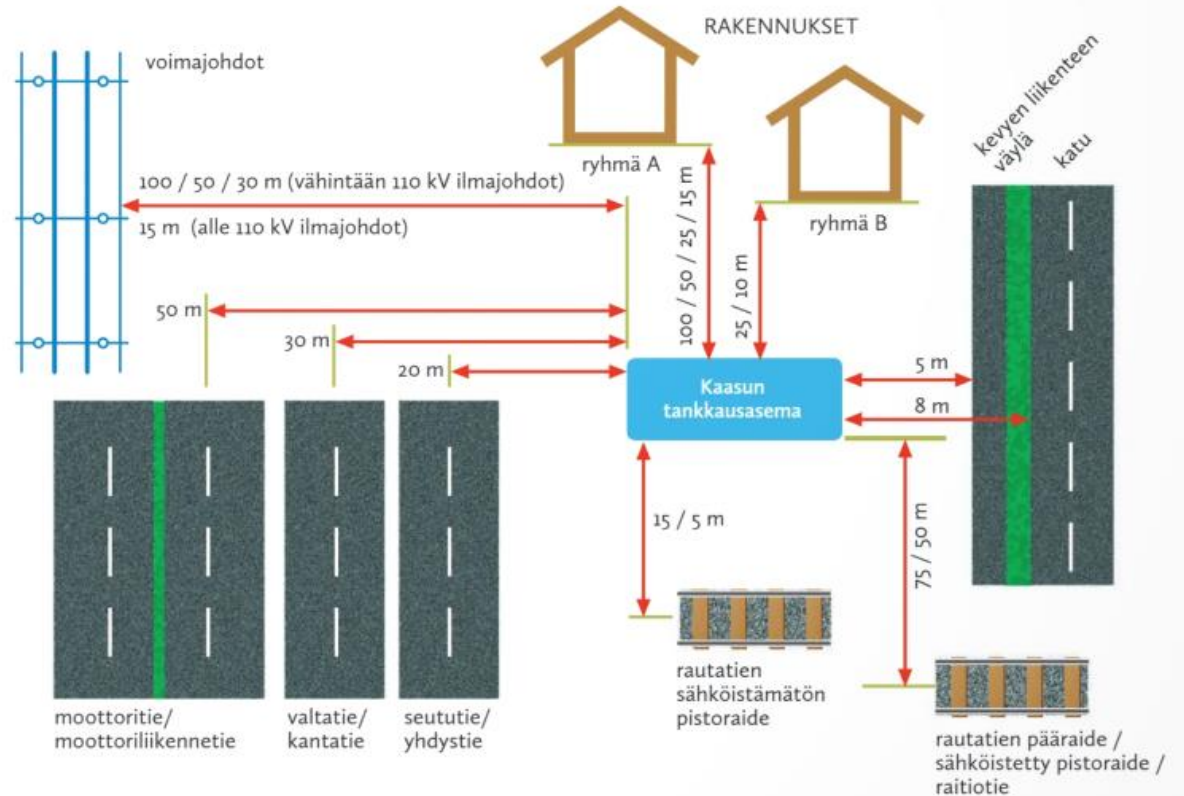 voimajohdot
RAKENNUKSET
kevyen liikenteen
väylä
katu
ryhmä A
ryhmä B
100 / 50 / 30 m (vähintään 110 kV ilmajohdot)
15 m (alle 110 kV ilmajohdot)
100 / 50 / 25 / 15 m
25 / 10 m
50 m
30 m
20 m
Kaasun
tankkausasema
5 m
8 m
15 / 5 m
75 / 50 m
moottoritie/
moottoriliikennetie
valtatie/
kantatie
seututie/
yhdystie
rautatien
sähköistämätön
pistoraide
rautatien pääraide /
sähköistetty pistoraide /
raitiotie